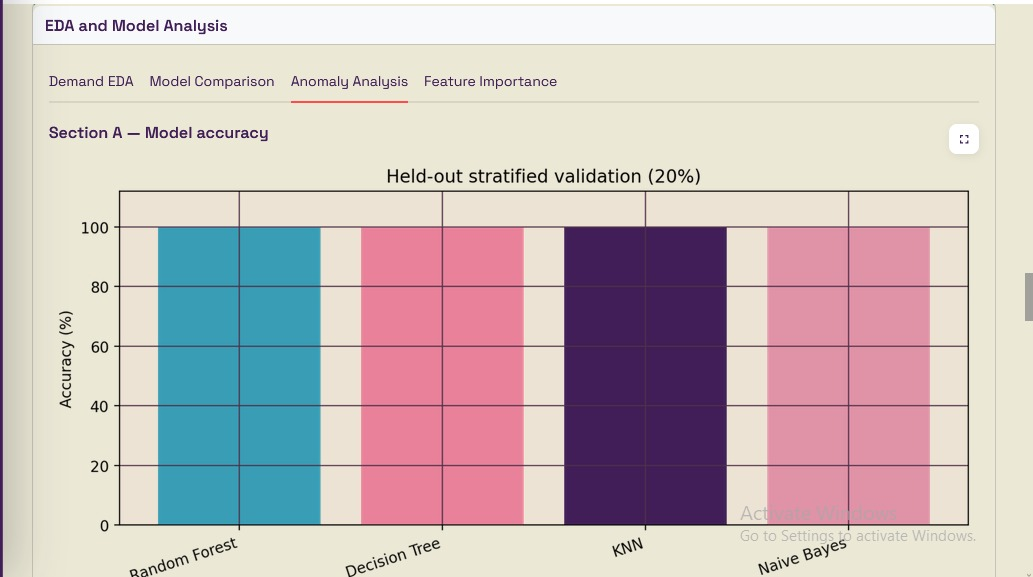 EDA and Model Analysis
Demand EDA Model Comparison Anomaly Analysis Feature Importance
Section A — Model accuracy
Held-out stratified validation (20%)
100
80
60
40
20
0
Accuracy (%)
Random Forest Decision Tree KNN Naive Bayes
Activate Windows
Go to Settings to activate Windows.